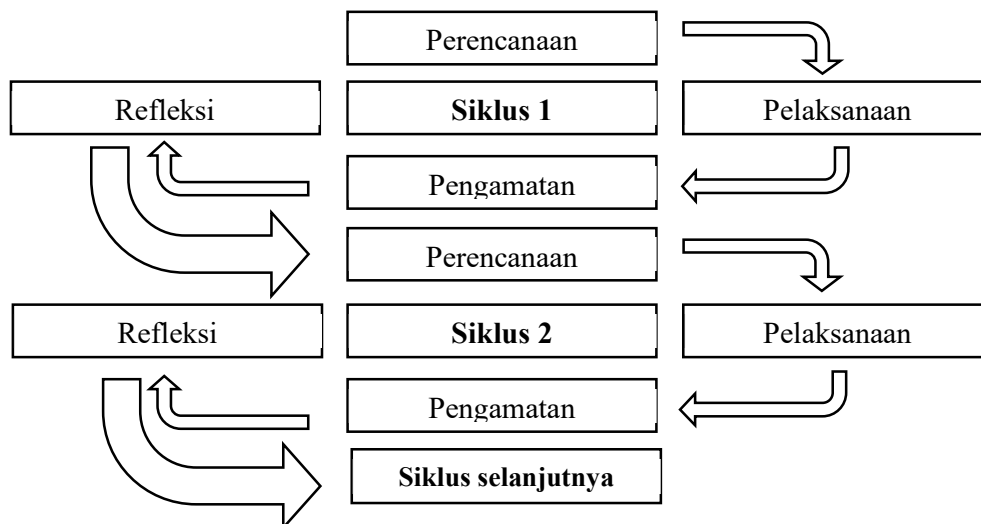 Perencanaan
Refleksi
Siklus 1
Pelaksanaan
Pengamatan
Perencanaan
Refleksi
Siklus 2
Pelaksanaan
Pengamatan
Siklus selanjutnya